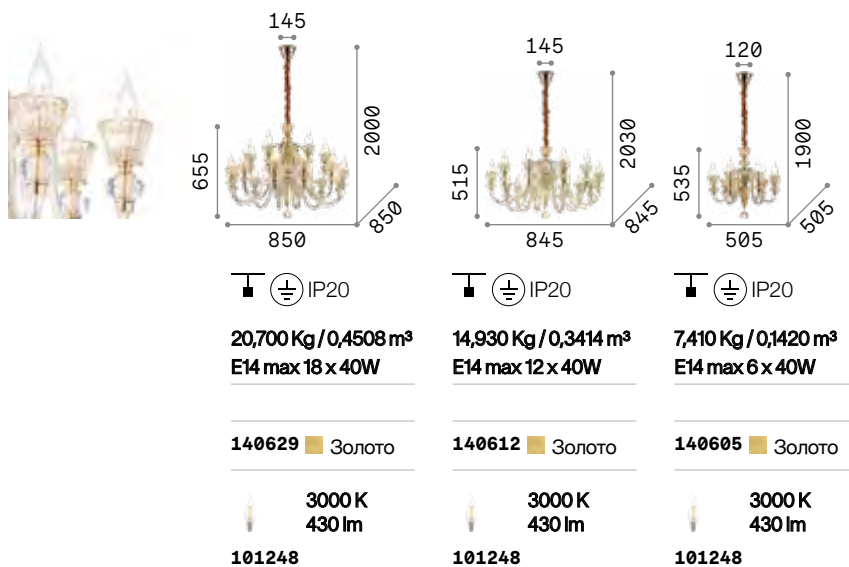 145
2000
655
850
850
IP20
20,700 Kg / 0,4508 m³
E14 max 18 x 40W
140629 Золото
3000 K
430 lm
101248
145
2030
515
845
845
IP20
14,930 Kg / 0,3414 m³
E14 max 12 x 40W
140612 Золото
3000 K
430 lm
101248
120
1900
535
505
505
IP20
7,410 Kg / 0,1420 m³
E14 max 6 x 40W
140605 Золото
3000 K
430 lm
101248